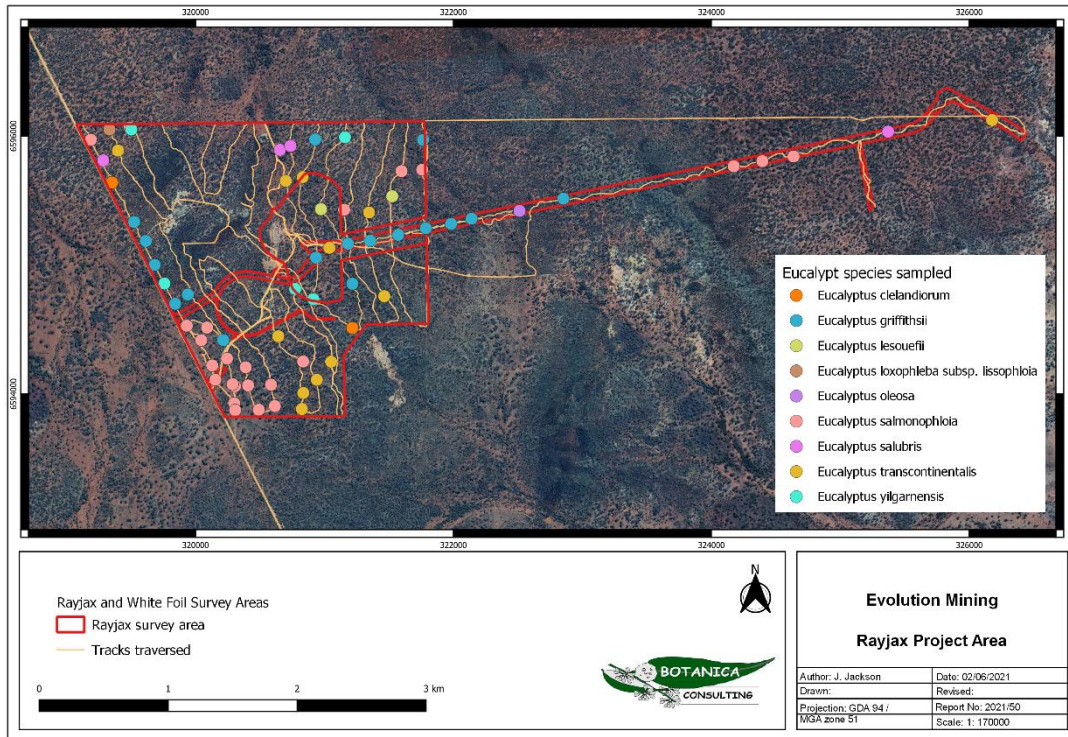 320000 322000 324000 326000
6596000 6596000
6594000 6594000
Eucalypt species sampled
Eucalyptus clelandiorum
Eucalyptus griffithsii
Eucalyptus lesouefii
Eucalyptus loxophleba subsp. lissophloia
Eucalyptus oleosa
Eucalyptus salmonophloia
Eucalyptus salubris
Eucalyptus transcontinentalis
Eucalyptus yilgarnensis
320000 322000 324000 326000
Rayjax and White Foil Survey Areas
Rayjax survey area
Tracks traversed
0 1 2 3 km
N
BOTANICA
CONSULTING
Evolution Mining
Rayjax Project Area
Author: J. Jackson Date: 02/06/2021
Drawn: Revised:
Projection: GDA 94 / Report No: 2021/50
MGA zone 51 Scale: 1: 170000